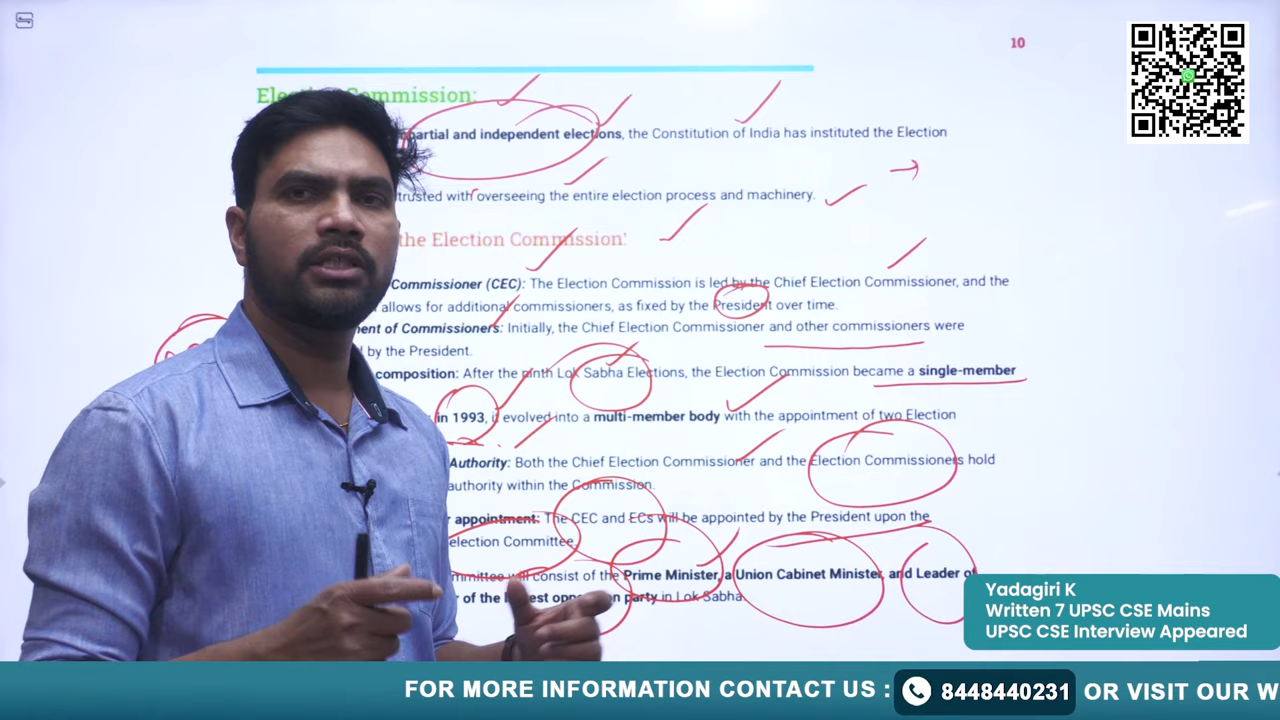 10
Election Commission:
partial and independent elections, the Constitution of India has instituted the Election
trusted with overseeing the entire election process and machinery.
the Election Commission:
Commissioner (CEC): The Election Commission is led by the Chief Election Commissioner, and the
allows for additional commissioners, as fixed by the President over time.
ent of Commissioners: Initially, the Chief Election Commissioner and other commissioners were
by the President.
composition: After the ninth Lok Sabha Elections, the Election Commission became a single-member
in 1993, it evolved into a multi-member body with the appointment of two Election
Authority: Both the Chief Election Commissioner and the Election Commissioners hold
authority within the Commission.
r appointment: The CEC and ECs will be appointed by the President upon the
election Committee.
mmittee will consist of the Prime Minister, a Union Cabinet Minister, and Leader of
r of the largest opposition party in Lok Sabha.
Yadagiri K
Written 7 UPSC CSE Mains
UPSC CSE Interview Appeared
FOR MORE INFORMATION CONTACT US : 8448440231 OR VISIT OUR W